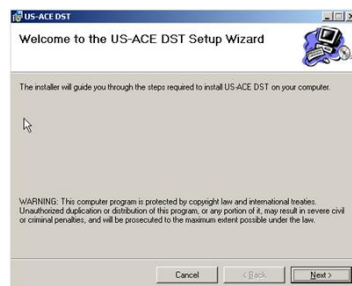 US-ACE DST
Welcome to the US-ACE DST Setup Wizard
The installer will guide you through the steps required to install US-ACE DST on your computer.
WARNING: This computer program is protected by copyright law and international treaties.
Unauthorized duplication or distribution of this program, or any portion of it, may result in severe civil
or criminal penalties, and will be prosecuted to the maximum extent possible under the law.
Cancel
< Back
Next >